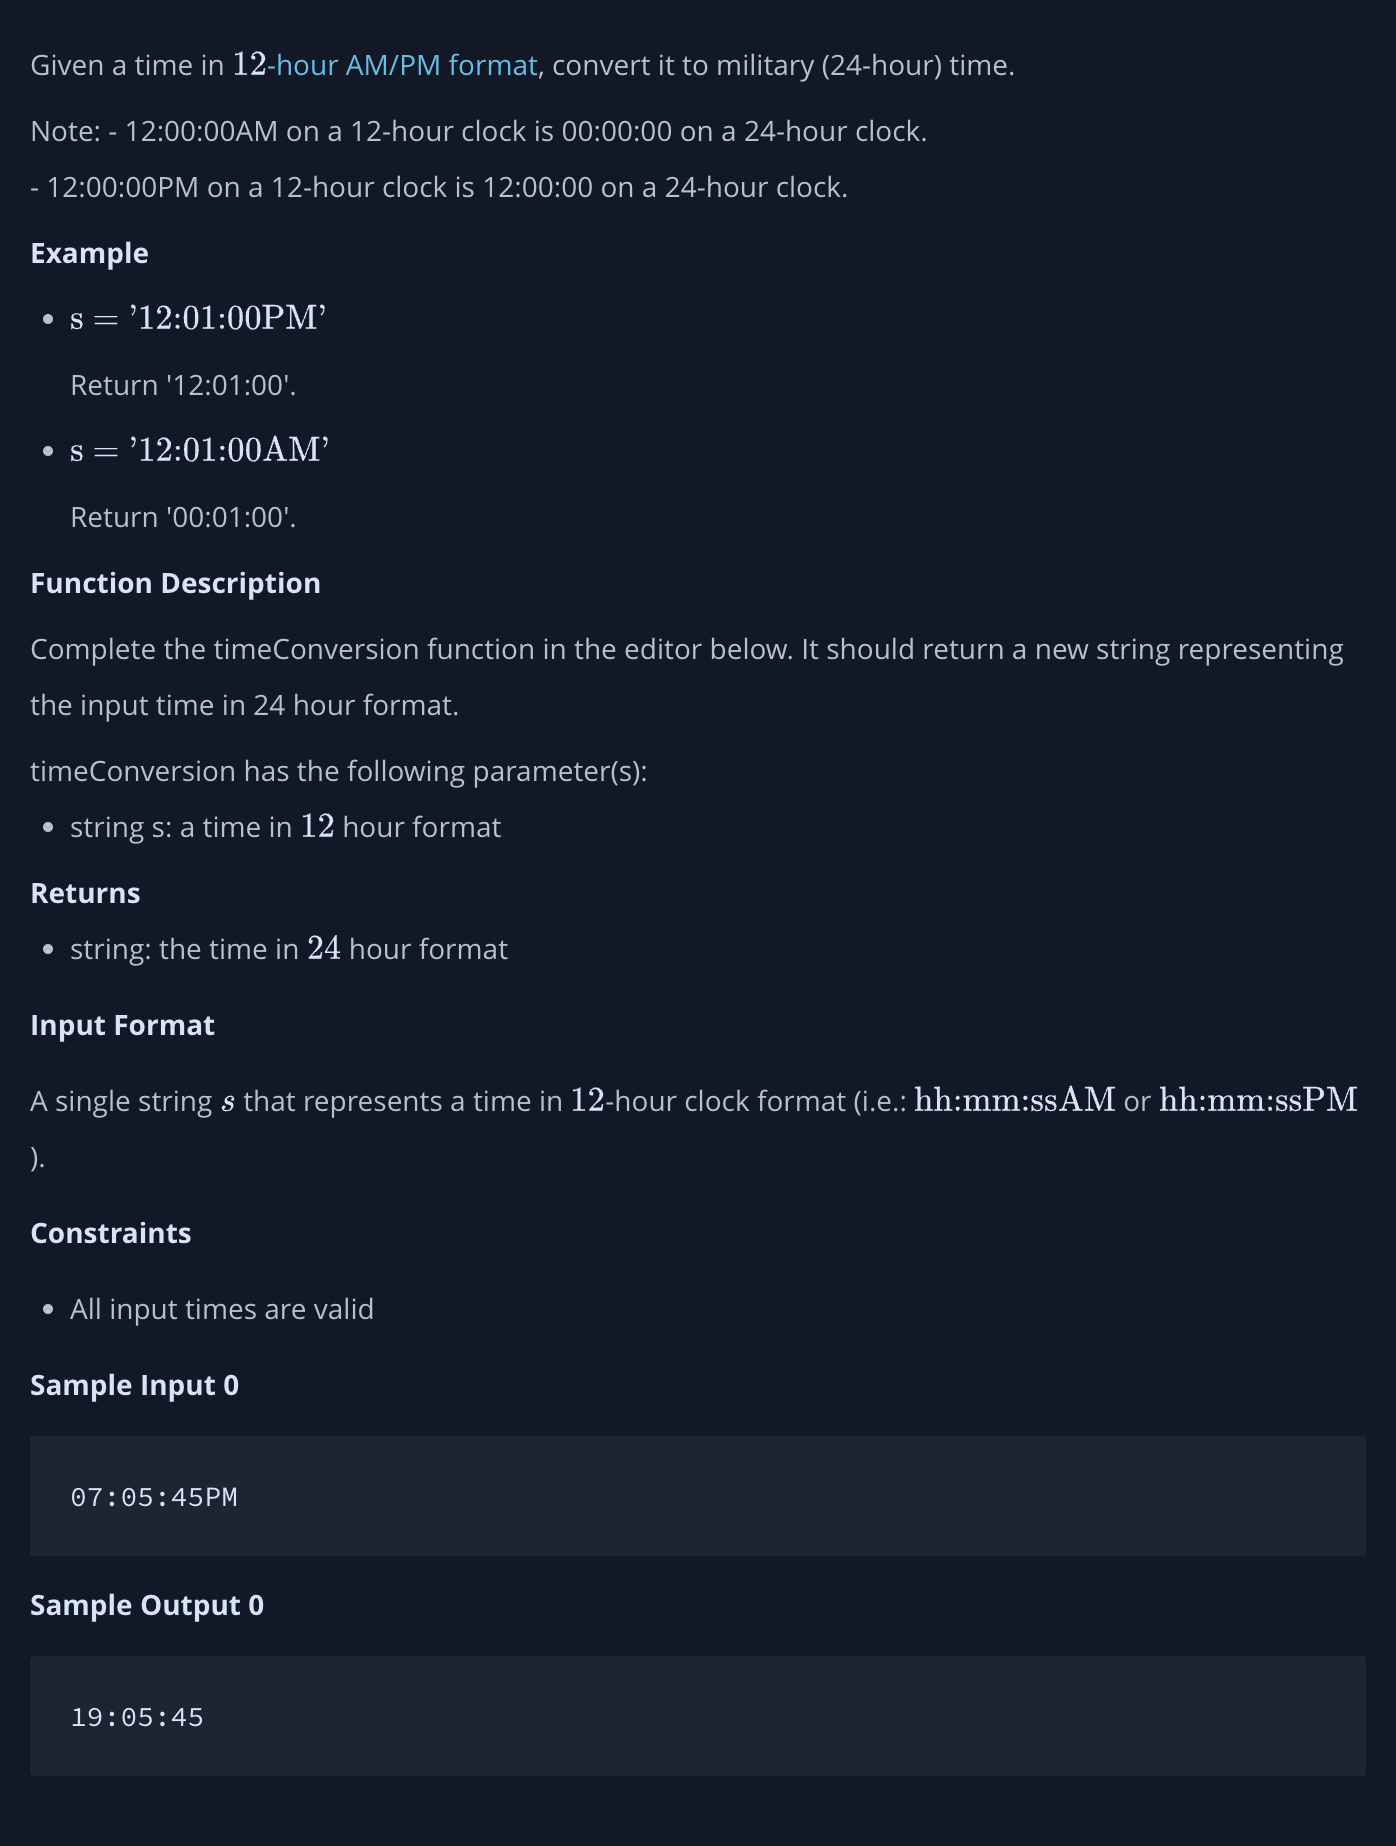 Given a time in 12-hour AM/PM format, convert it to military (24-hour) time.
Note: - 12:00:00AM on a 12-hour clock is 00:00:00 on a 24-hour clock.
- 12:00:00PM on a 12-hour clock is 12:00:00 on a 24-hour clock.
Example
• s = ’12:01:00PM’
Return '12:01:00'.
• s = ’12:01:00AM’
Return '00:01:00'.
Function Description
Complete the timeConversion function in the editor below. It should return a new string representing
the input time in 24 hour format.
timeConversion has the following parameter(s):
• string s: a time in 12 hour format
Returns
• string: the time in 24 hour format
Input Format
A single string s that represents a time in 12-hour clock format (i.e.: hh:mm:ssAM or hh:mm:ssPM
).
Constraints
• All input times are valid
Sample Input 0
07:05:45PM
Sample Output 0
19:05:45